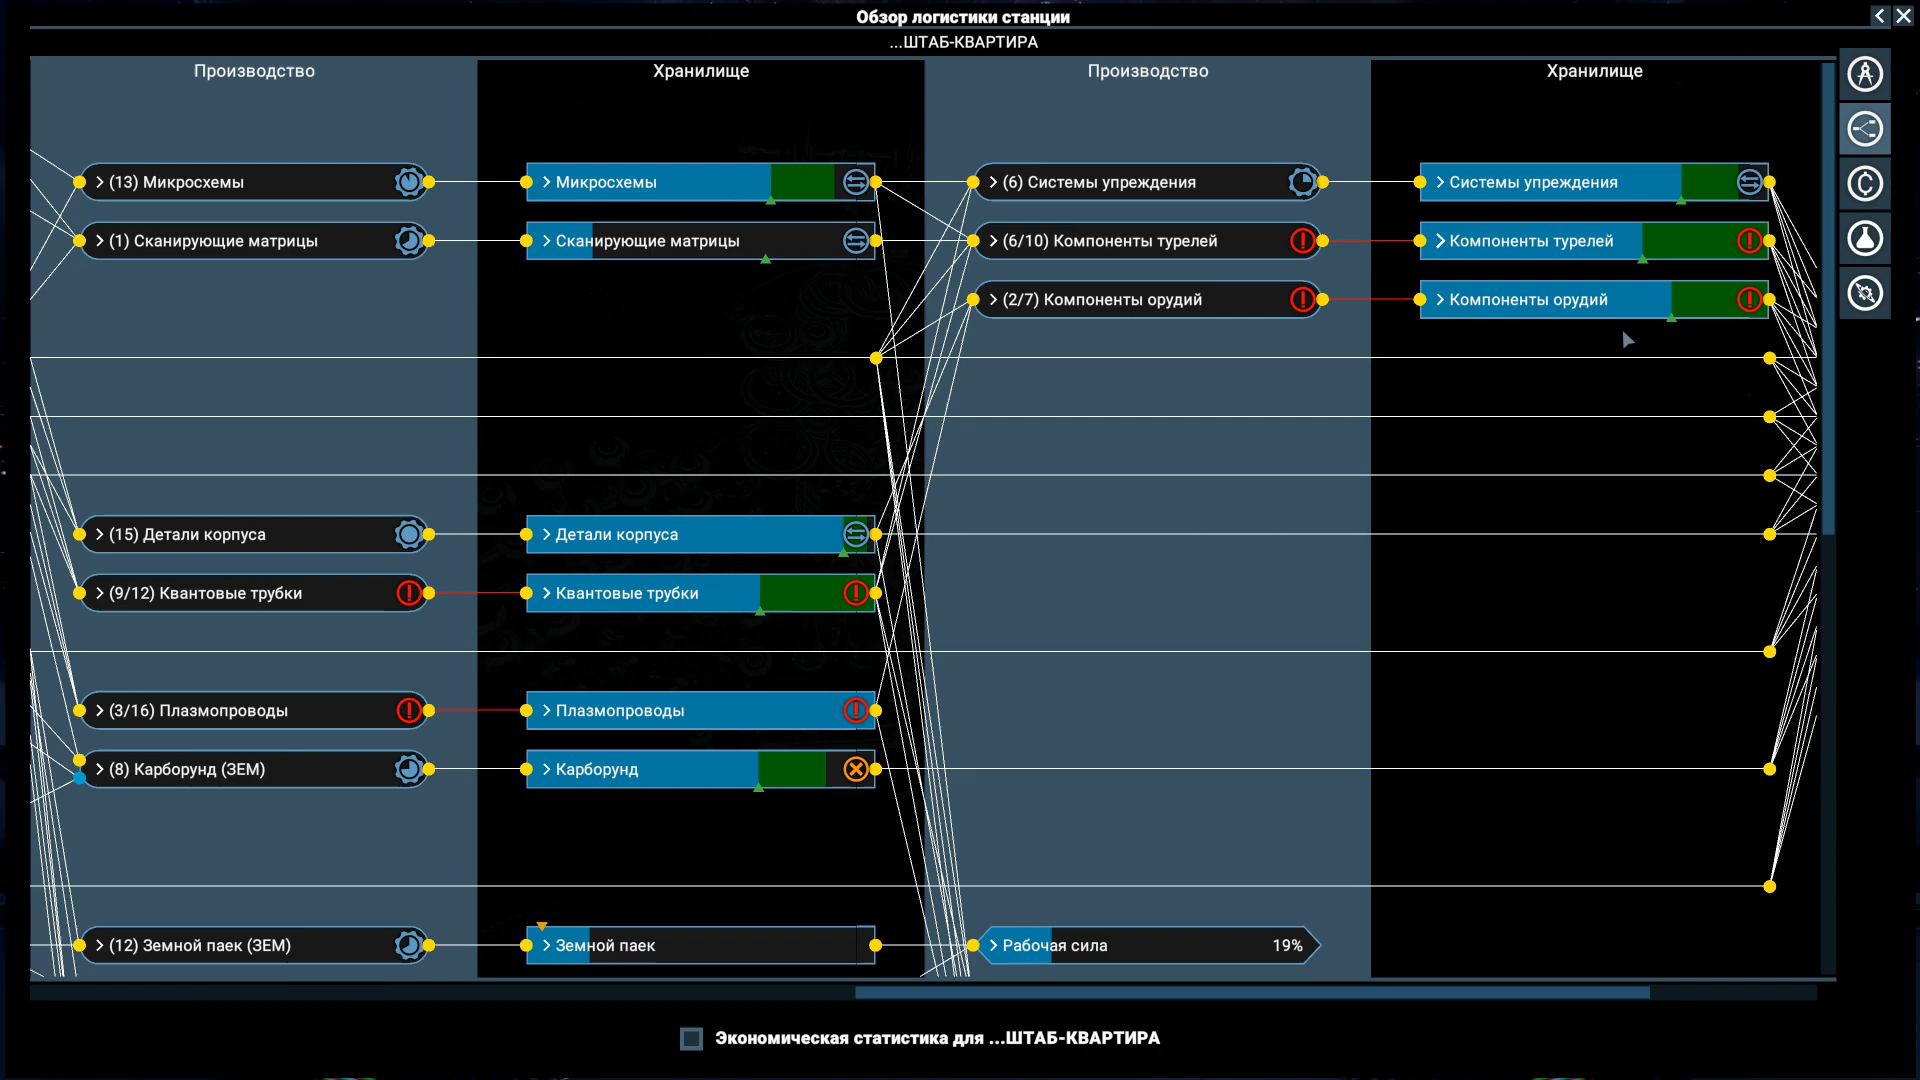 Обзор логистики станции
...ШТАБ-КВАРТИРА
Производство
Хранилище
Производство
Хранилище
(13) Микросхемы
Микросхемы
(6) Системы упреждения
Системы упреждения
(1) Сканирующие матрицы
Сканирующие матрицы
(6/10) Компоненты турелей
Компоненты турелей
(2/7) Компоненты орудий
Компоненты орудий
(15) Детали корпуса
Детали корпуса
(9/12) Квантовые трубки
Квантовые трубки
(3/16) Плазмопроводы
Плазмопроводы
(8) Карборунд (ЗЕМ)
Карборунд
(12) Земной паек (ЗЕМ)
Земной паек
Рабочая сила
19%
Экономическая статистика для ...ШТАБ-КВАРТИРА